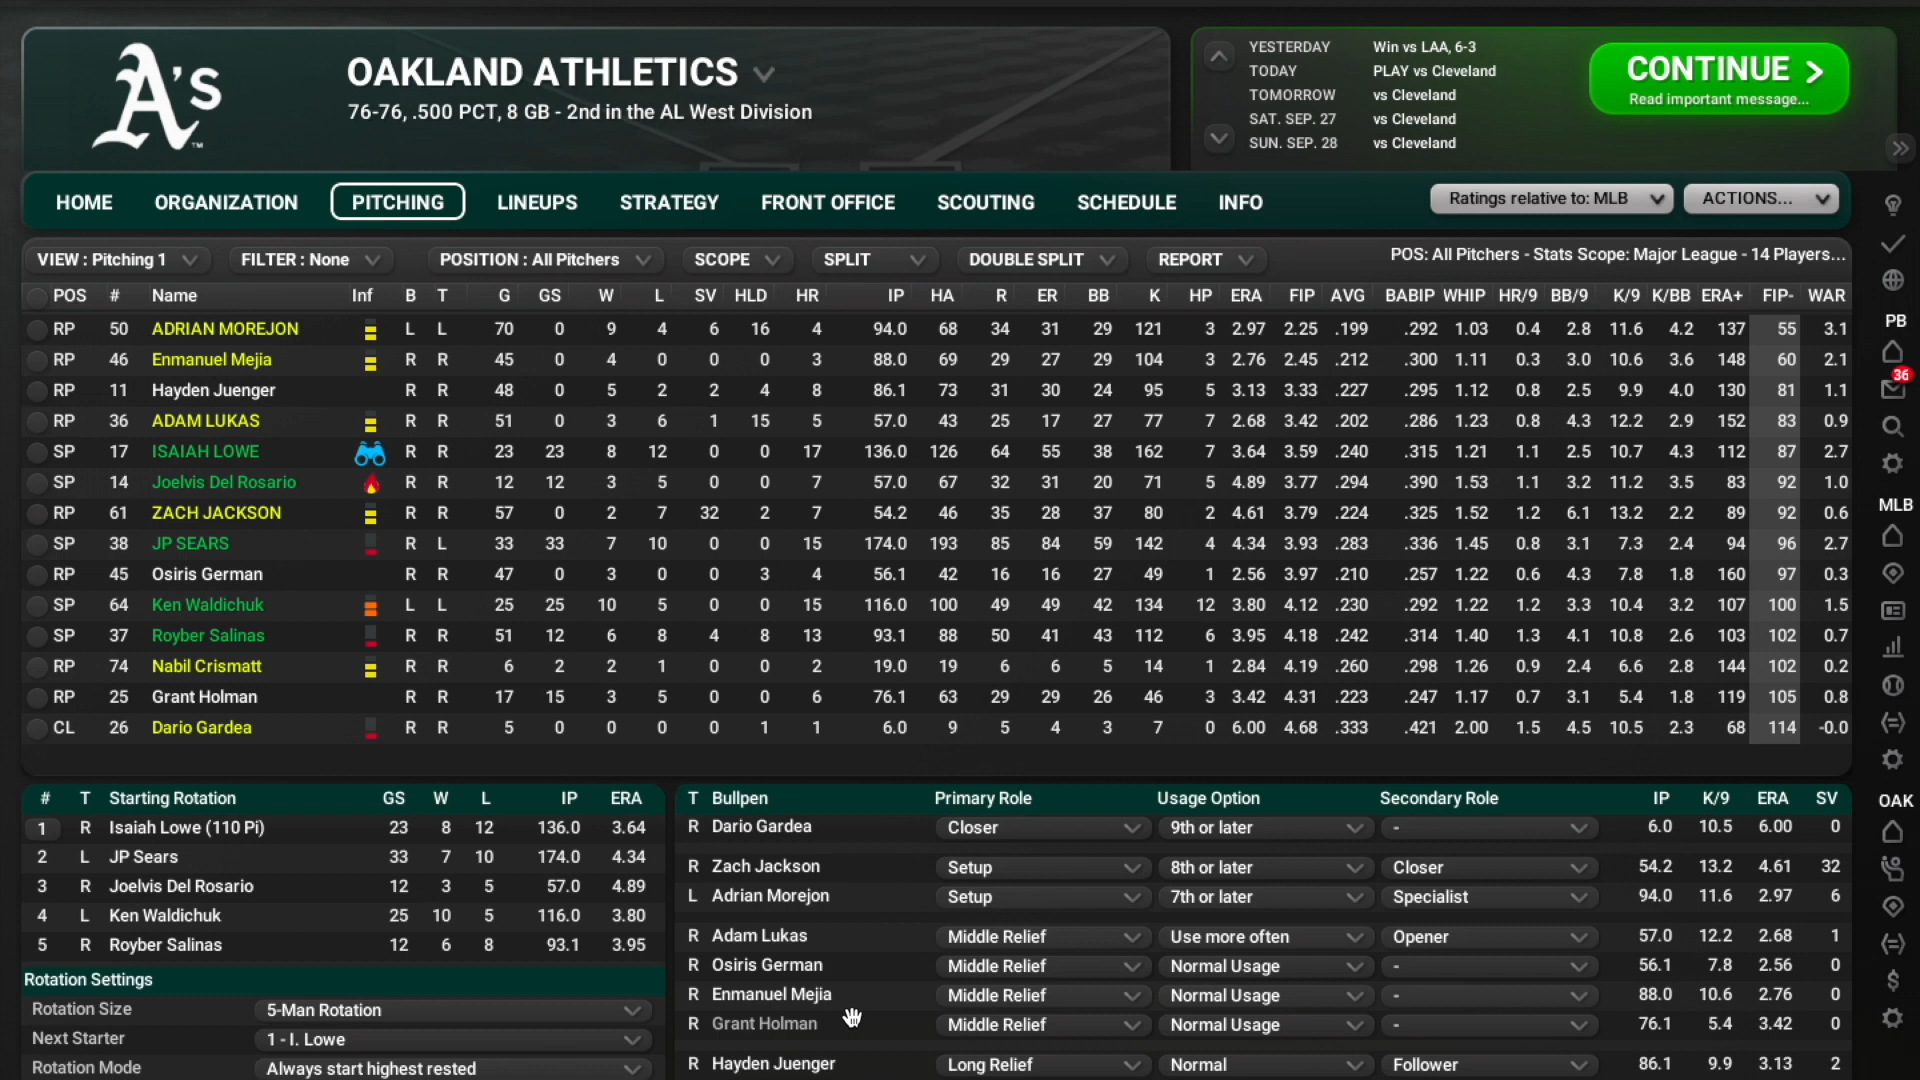 A's
OAKLAND ATHLETICS
76-76, .500 PCT, 8 GB - 2nd in the AL West Division
YESTERDAY Win vs LAA, 6-3
TODAY PLAY vs Cleveland
TOMORROW vs Cleveland
SAT. SEP. 27 vs Cleveland
SUN. SEP. 28 vs Cleveland
CONTINUE
Read important message...
HOME ORGANIZATION PITCHING LINEUPS STRATEGY FRONT OFFICE SCOUTING SCHEDULE INFO
Ratings relative to: MLB ACTIONS...
VIEW : Pitching 1 FILTER : None POSITION : All Pitchers SCOPE SPLIT DOUBLE SPLIT REPORT POS: All Pitchers - Stats Scope: Major League - 14 Players...
POS # Name Inf B T G GS W L SV HLD HR IP HA R ER BB K HP ERA FIP AVG BABIP WHIP HR/9 BB/9 K/9 K/BB ERA+ FIP- WAR
RP 50 ADRIAN MOREJON L L 70 0 9 4 6 16 4 94.0 68 34 31 29 121 3 2.97 2.25 .199 .292 1.03 0.4 2.8 11.6 4.2 137 55 3.1
RP 46 Enmanuel Mejia R R 45 0 4 0 0 0 3 88.0 69 29 27 29 104 3 2.76 2.45 .212 .300 1.11 0.3 3.0 10.6 3.6 148 60 2.1
RP 11 Hayden Juenger R R 48 0 5 2 2 4 8 86.1 73 31 30 24 95 5 3.13 3.33 .227 .295 1.12 0.8 2.5 9.9 4.0 130 81 1.1
RP 36 ADAM LUKAS R R 51 0 3 6 1 15 5 57.0 43 25 17 27 77 7 2.68 3.42 .202 .286 1.23 0.8 4.3 12.2 2.9 152 83 0.9
SP 17 ISAIAH LOWE R R 23 23 8 12 0 0 17 136.0 126 64 55 38 162 7 3.64 3.59 .240 .315 1.21 1.1 2.5 10.7 4.3 112 87 2.7
SP 14 Joelvis Del Rosario R R 12 12 3 5 0 0 7 57.0 67 32 31 20 71 5 4.89 3.77 .294 .390 1.53 1.1 3.2 11.2 3.5 83 92 1.0
RP 61 ZACH JACKSON R R 57 0 2 7 32 2 7 54.2 46 35 28 37 80 2 4.61 3.79 .224 .325 1.52 1.2 6.1 13.2 2.2 89 92 0.6
SP 38 JP SEARS R L 33 33 7 10 0 0 15 174.0 193 85 84 59 142 4 4.34 3.93 .283 .336 1.45 0.8 3.1 7.3 2.4 94 96 2.7
RP 45 Osiris German R R 47 0 3 0 0 3 4 56.1 42 16 16 27 49 1 2.56 3.97 .210 .257 1.22 0.6 4.3 7.8 1.8 160 97 0.3
SP 64 Ken Waldichuk L L 25 25 10 5 0 0 15 116.0 100 49 49 42 134 12 3.80 4.12 .230 .292 1.22 1.2 3.3 10.4 3.2 107 100 1.5
SP 37 Royber Salinas R R 51 12 6 8 4 8 13 93.1 88 50 41 43 112 6 3.95 4.18 .242 .314 1.40 1.3 4.1 10.8 2.6 103 102 0.7
RP 74 Nabil Crismatt R R 6 2 2 1 0 0 2 19.0 19 6 6 5 14 1 2.84 4.19 .260 .298 1.26 0.9 2.4 6.6 2.8 144 102 0.2
RP 25 Grant Holman R R 17 15 3 5 0 0 6 76.1 63 29 29 26 46 3 3.42 4.31 .223 .247 1.17 0.7 3.1 5.4 1.8 119 105 0.8
CL 26 Dario Gardea R R 5 0 0 0 0 1 1 6.0 9 5 4 3 7 0 6.00 4.68 .333 .421 2.00 1.5 4.5 10.5 2.3 68 114 -0.0
# T Starting Rotation GS W L IP ERA
1 R Isaiah Lowe (110 Pi) 23 8 12 136.0 3.64
2 L JP Sears 33 7 10 174.0 4.34
3 R Joelvis Del Rosario 12 3 5 57.0 4.89
4 L Ken Waldichuk 25 10 5 116.0 3.80
5 R Royber Salinas 12 6 8 93.1 3.95
Rotation Settings
Rotation Size 5-Man Rotation
Next Starter 1 - I. Lowe
Rotation Mode Always start highest rested
T Bullpen Primary Role Usage Option Secondary Role IP K/9 ERA SV
R Dario Gardea Closer 9th or later - 6.0 10.5 6.00 0
R Zach Jackson Setup 8th or later Closer 54.2 13.2 4.61 32
L Adrian Morejon Setup 7th or later Specialist 94.0 11.6 2.97 6
R Adam Lukas Middle Relief Use more often Opener 57.0 12.2 2.68 1
R Osiris German Middle Relief Normal Usage - 56.1 7.8 2.56 0
R Enmanuel Mejia Middle Relief Normal Usage - 88.0 10.6 2.76 0
R Grant Holman Middle Relief Normal Usage - 76.1 5.4 3.42 0
R Hayden Juenger Long Relief Normal Follower 86.1 9.9 3.13 2
PB
36
MLB
OAK